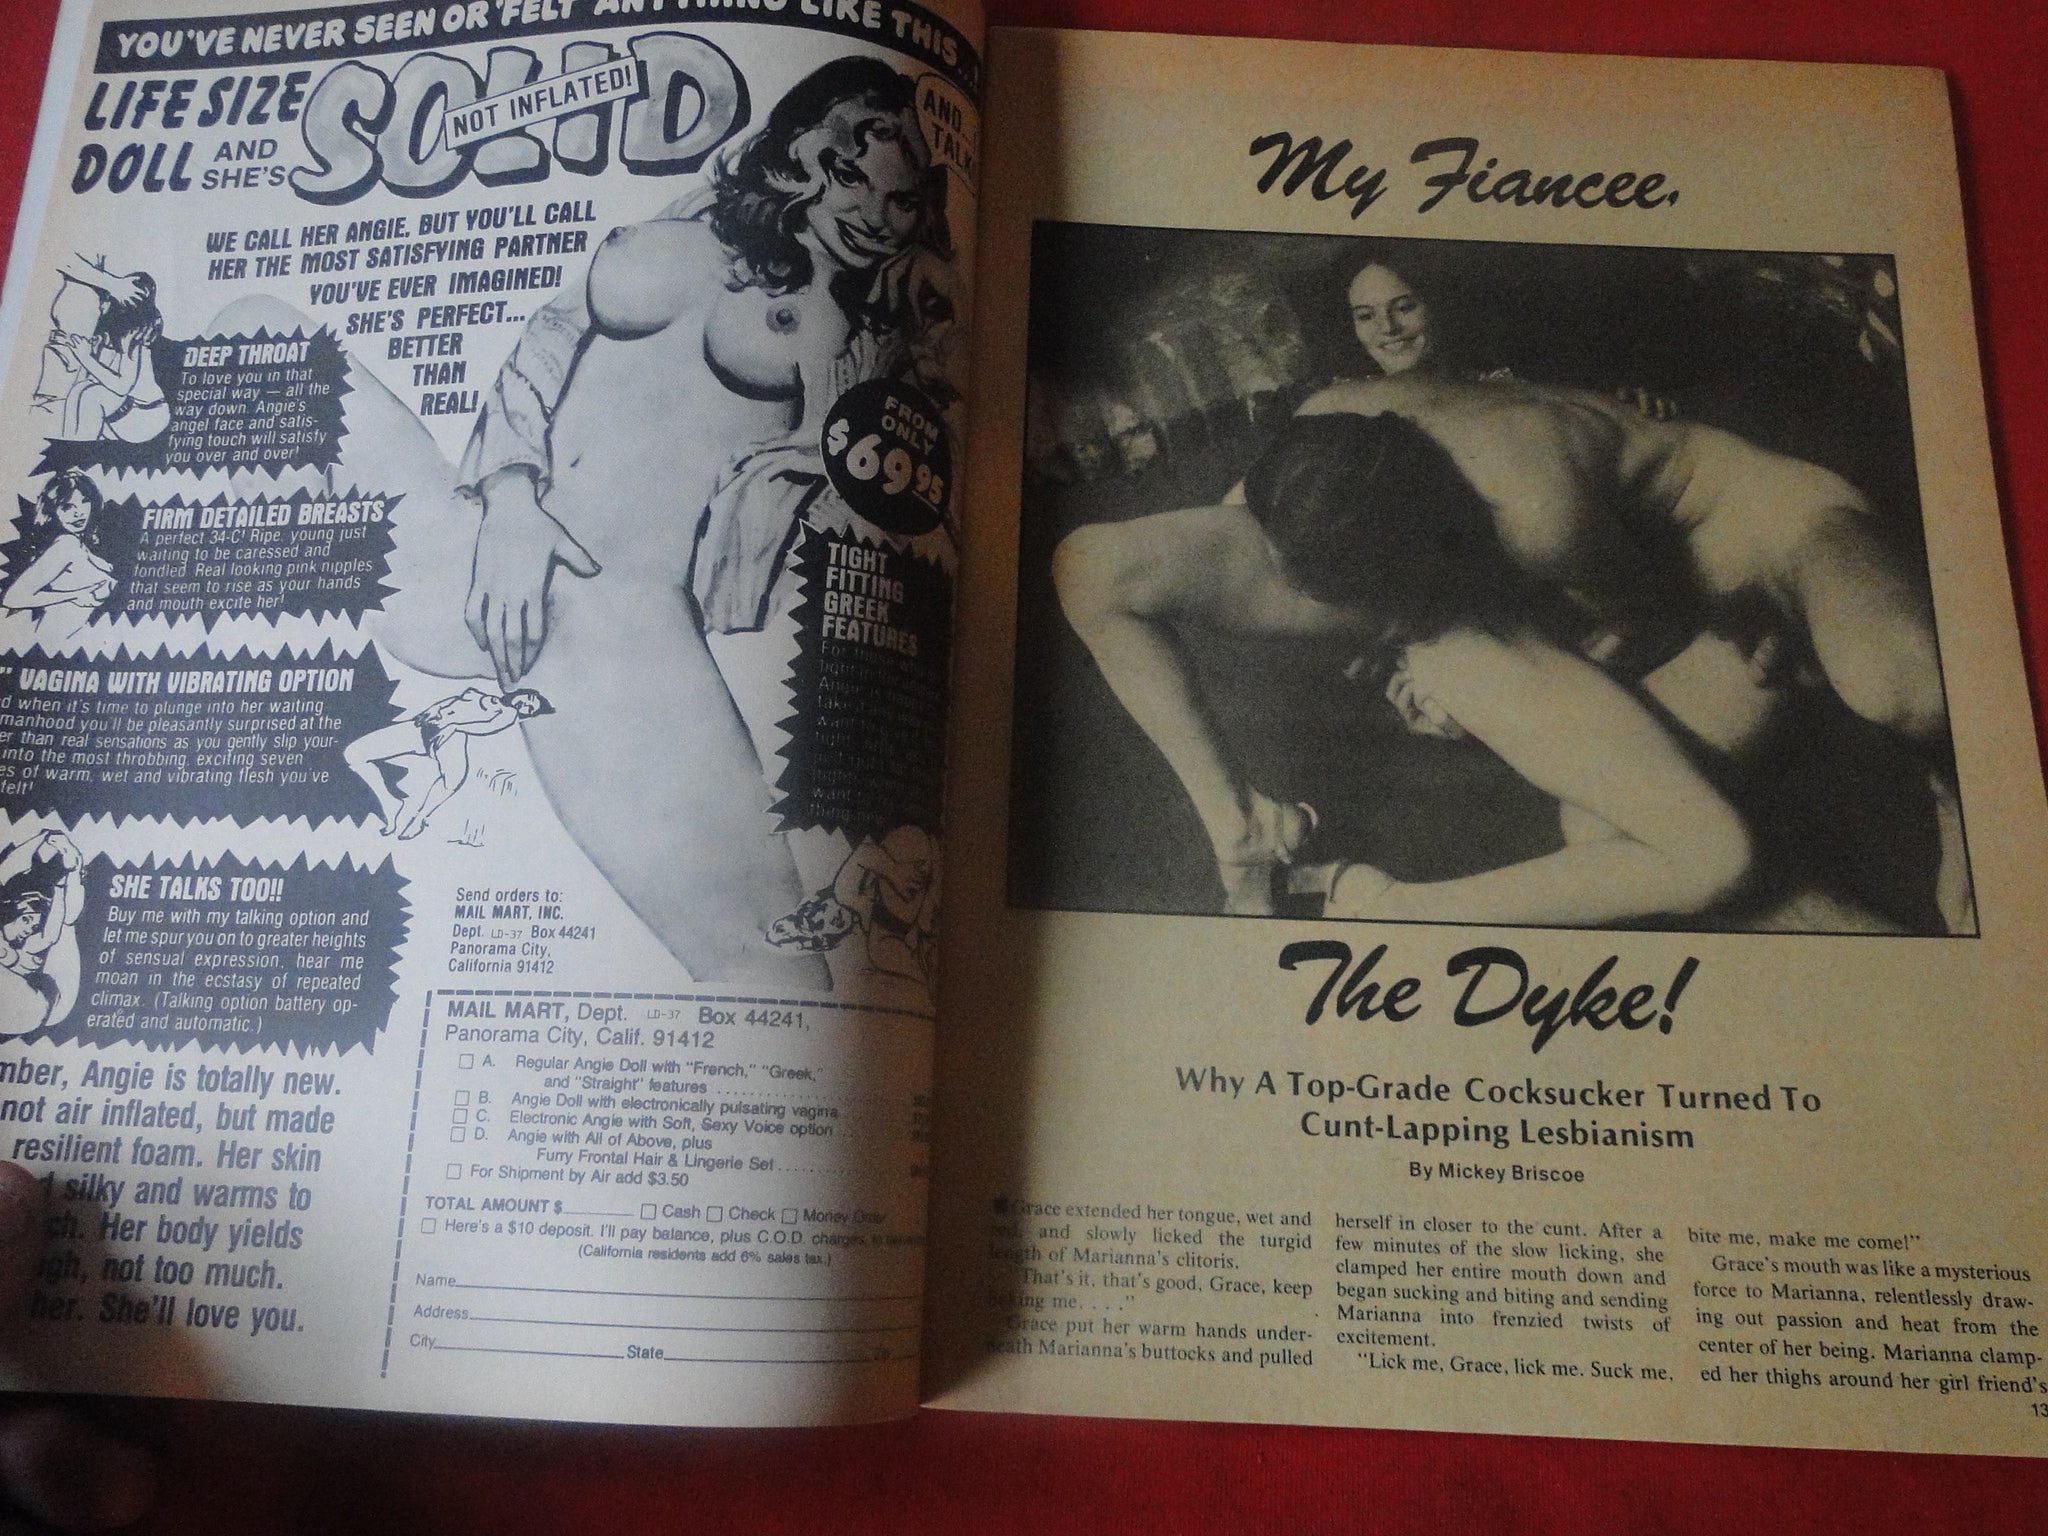 YOU'VE NEVER SEEN OR 'FELT' ANYTHING LIKE THIS...!
LIFE SIZE
DOLL AND
SHE'S
SOLID
NOT INFLATED!
AND...
TALK
WE CALL HER ANGIE, BUT YOU'LL CALL
HER THE MOST SATISFYING PARTNER
YOU'VE EVER IMAGINED!
SHE'S PERFECT...
BETTER
THAN
REAL!
FROM
ONLY
$69.95
DEEP THROAT
To love you in that
special way — all the
way down. Angie's
angel face and satis-
fying touch will satisfy
you over and over!
FIRM DETAILED BREASTS
A perfect 34-C! Ripe, young just
waiting to be caressed and
fondled. Real looking pink nipples
that seem to rise as your hands
and mouth excite her!
" VAGINA WITH VIBRATING OPTION
when it's time to plunge into her waiting
manhood you'll be pleasantly surprised at the
than real sensations as you gently slip your-
into the most throbbing, exciting seven
of warm, wet and vibrating flesh you've
felt!
SHE TALKS TOO!!
Buy me with my talking option and
let me spur you on to greater heights
of sensual expression, hear me
moan in the ecstasy of repeated
climax. (Talking option battery op-
erated and automatic.)
TIGHT
FITTING
GREEK
FEATURES
Angie is
Angie is totally new.
not air inflated, but made
resilient foam. Her skin
silky and warms to
Her body yields
not too much.
She'll love you.
Send orders to:
MAIL MART, INC.
Dept. LD-37 Box 44241
Panorama City,
California 91412
MAIL MART, Dept. LD-37 Box 44241,
Panorama City, Calif. 91412
A. Regular Angie Doll with "French," "Greek,"
and "Straight" features
B. Angie Doll with electronically pulsating vagina
C. Electronic Angie with Soft, Sexy Voice option
D. Angie with All of Above, plus
Furry Frontal Hair & Lingerie Set
For Shipment by Air add $3.50
TOTAL AMOUNT $ Cash Check Money Order
Here's a $10 deposit. I'll pay balance, plus C.O.D. charges
(California residents add 6% sales tax.)
Name
Address
City State
My Fiancee,
The Dyke!
Why A Top-Grade Cocksucker Turned To
Cunt-Lapping Lesbianism
By Mickey Briscoe
Grace extended her tongue, wet and
and slowly licked the turgid
length of Marianna's clitoris.
"That's it, that's good, Grace, keep
me. . . ."
Grace put her warm hands under-
neath Marianna's buttocks and pulled
herself in closer to the cunt. After a
few minutes of the slow licking, she
clamped her entire mouth down and
began sucking and biting and sending
Marianna into frenzied twists of
excitement.
"Lick me, Grace, lick me. Suck me,
bite me, make me come!"
Grace's mouth was like a mysterious
force to Marianna, relentlessly draw-
ing out passion and heat from the
center of her being. Marianna clamp-
ed her thighs around her girl friend's
13